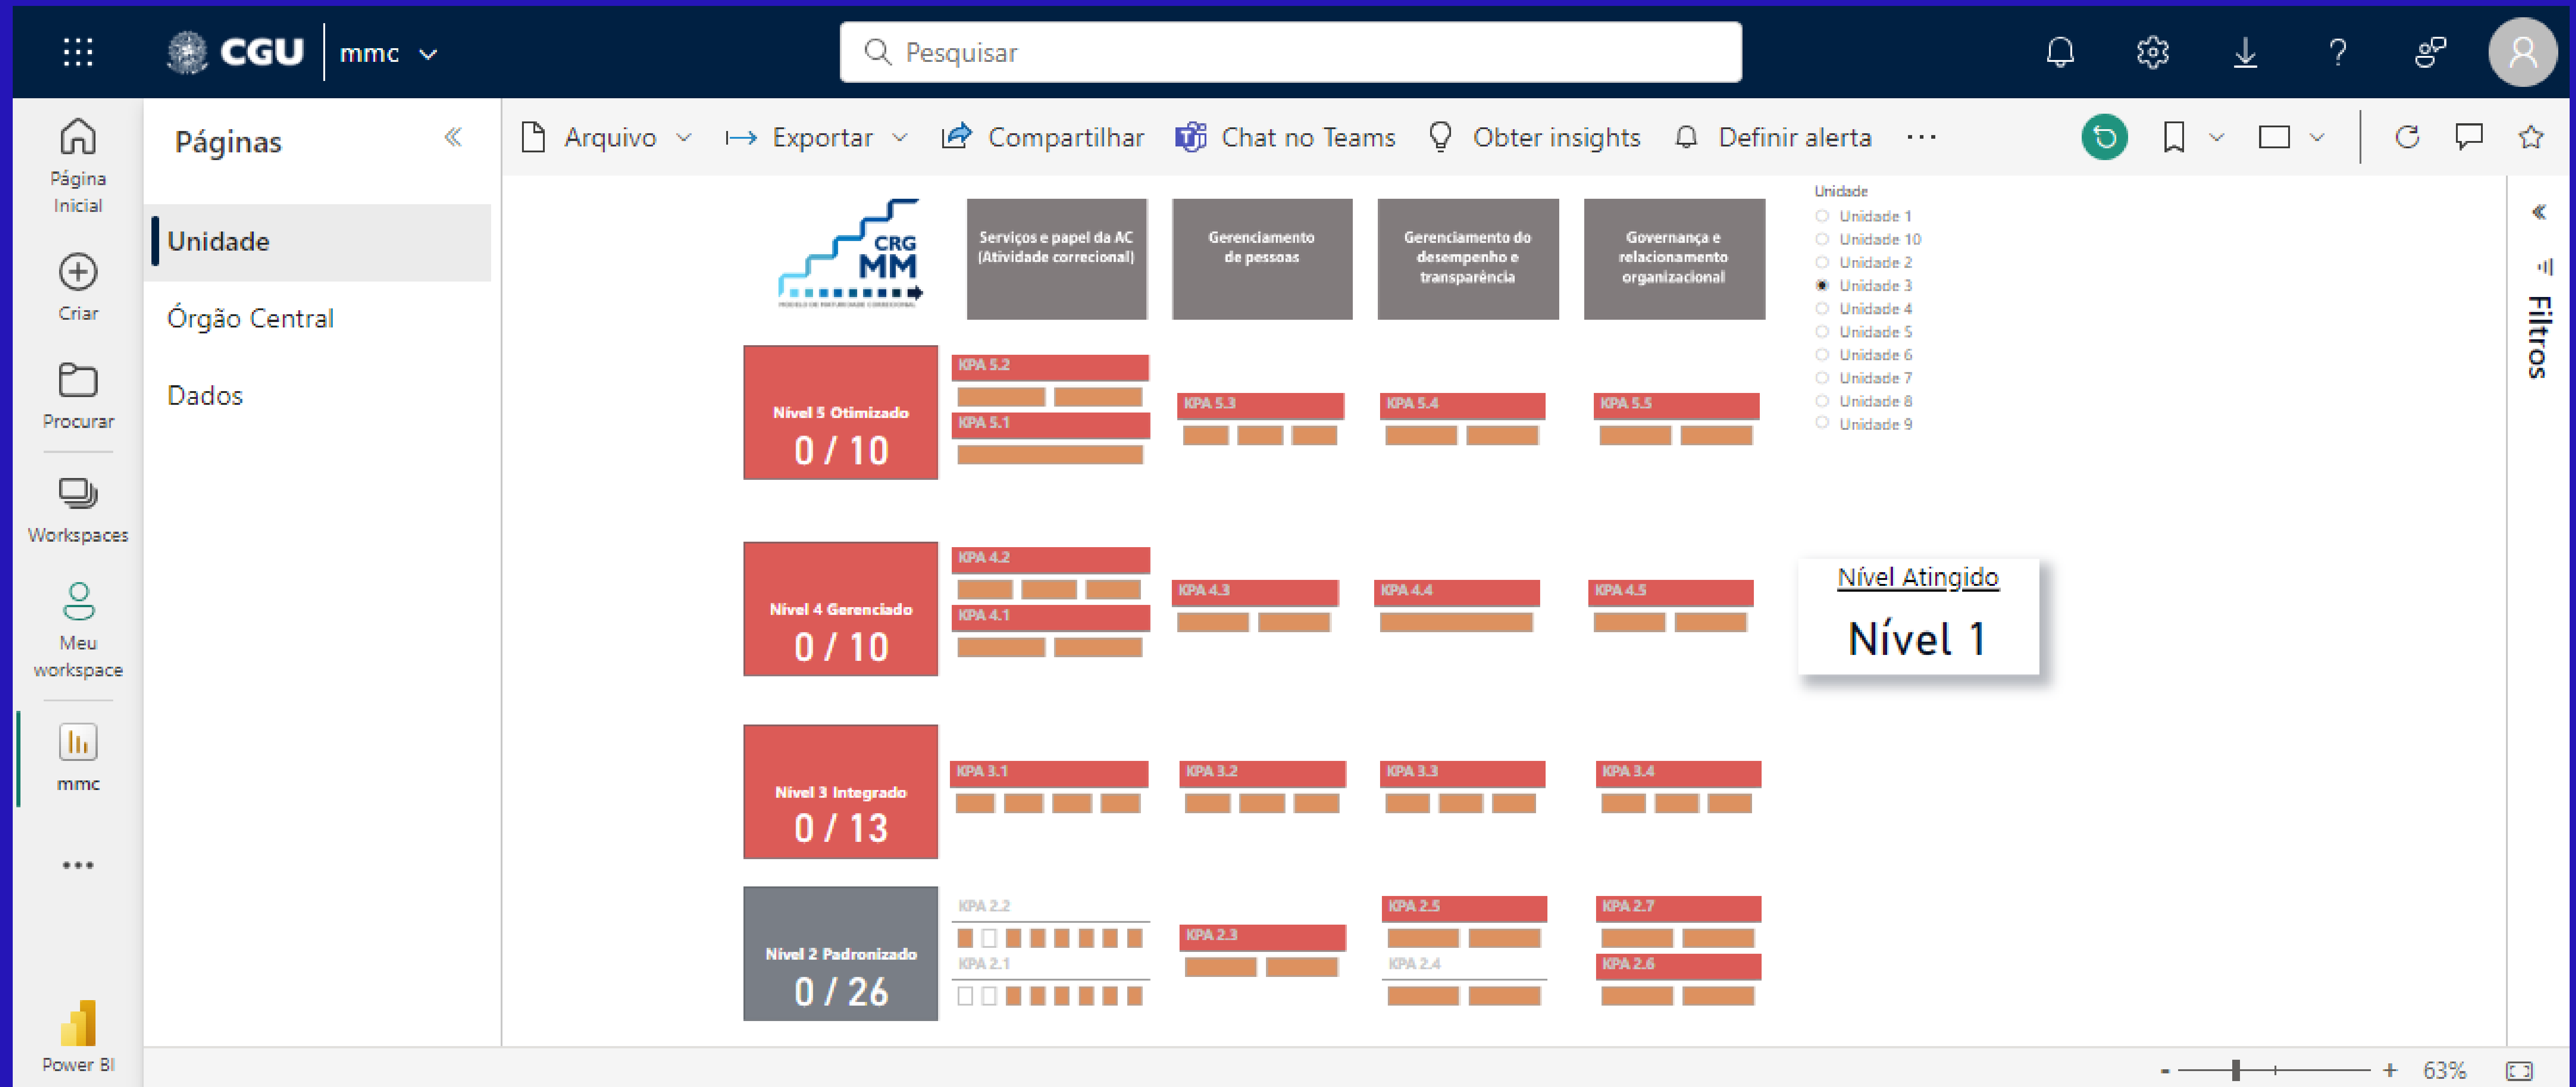 CGU
mmc
Pesquisar
Página
Inicial
Criar
Procurar
Workspaces
Meu
workspace
mmc
Power BI
Páginas
Unidade
Órgão Central
Dados
Arquivo
Exportar
Compartilhar
Chat no Teams
Obter insights
Definir alerta
CRG
MM
MODELO DE MATURIDADE CORRECIONAL
Serviços e papel da AC
(Atividade correcional)
Gerenciamento
de pessoas
Gerenciamento do
desempenho e
transparência
Governança e
relacionamento
organizacional
Unidade
Unidade 1
Unidade 10
Unidade 2
Unidade 3
Unidade 4
Unidade 5
Unidade 6
Unidade 7
Unidade 8
Unidade 9
Filtros
Nível 5 Otimizado
0 / 10
KPA 5.2
KPA 5.1
KPA 5.3
KPA 5.4
KPA 5.5
Nível 4 Gerenciado
0 / 10
KPA 4.2
KPA 4.1
KPA 4.3
KPA 4.4
KPA 4.5
Nível Atingido
Nível 1
Nível 3 Integrado
0 / 13
KPA 3.1
KPA 3.2
KPA 3.3
KPA 3.4
Nível 2 Padronizado
0 / 26
KPA 2.2
KPA 2.1
KPA 2.3
KPA 2.5
KPA 2.4
KPA 2.7
KPA 2.6
- + 63%